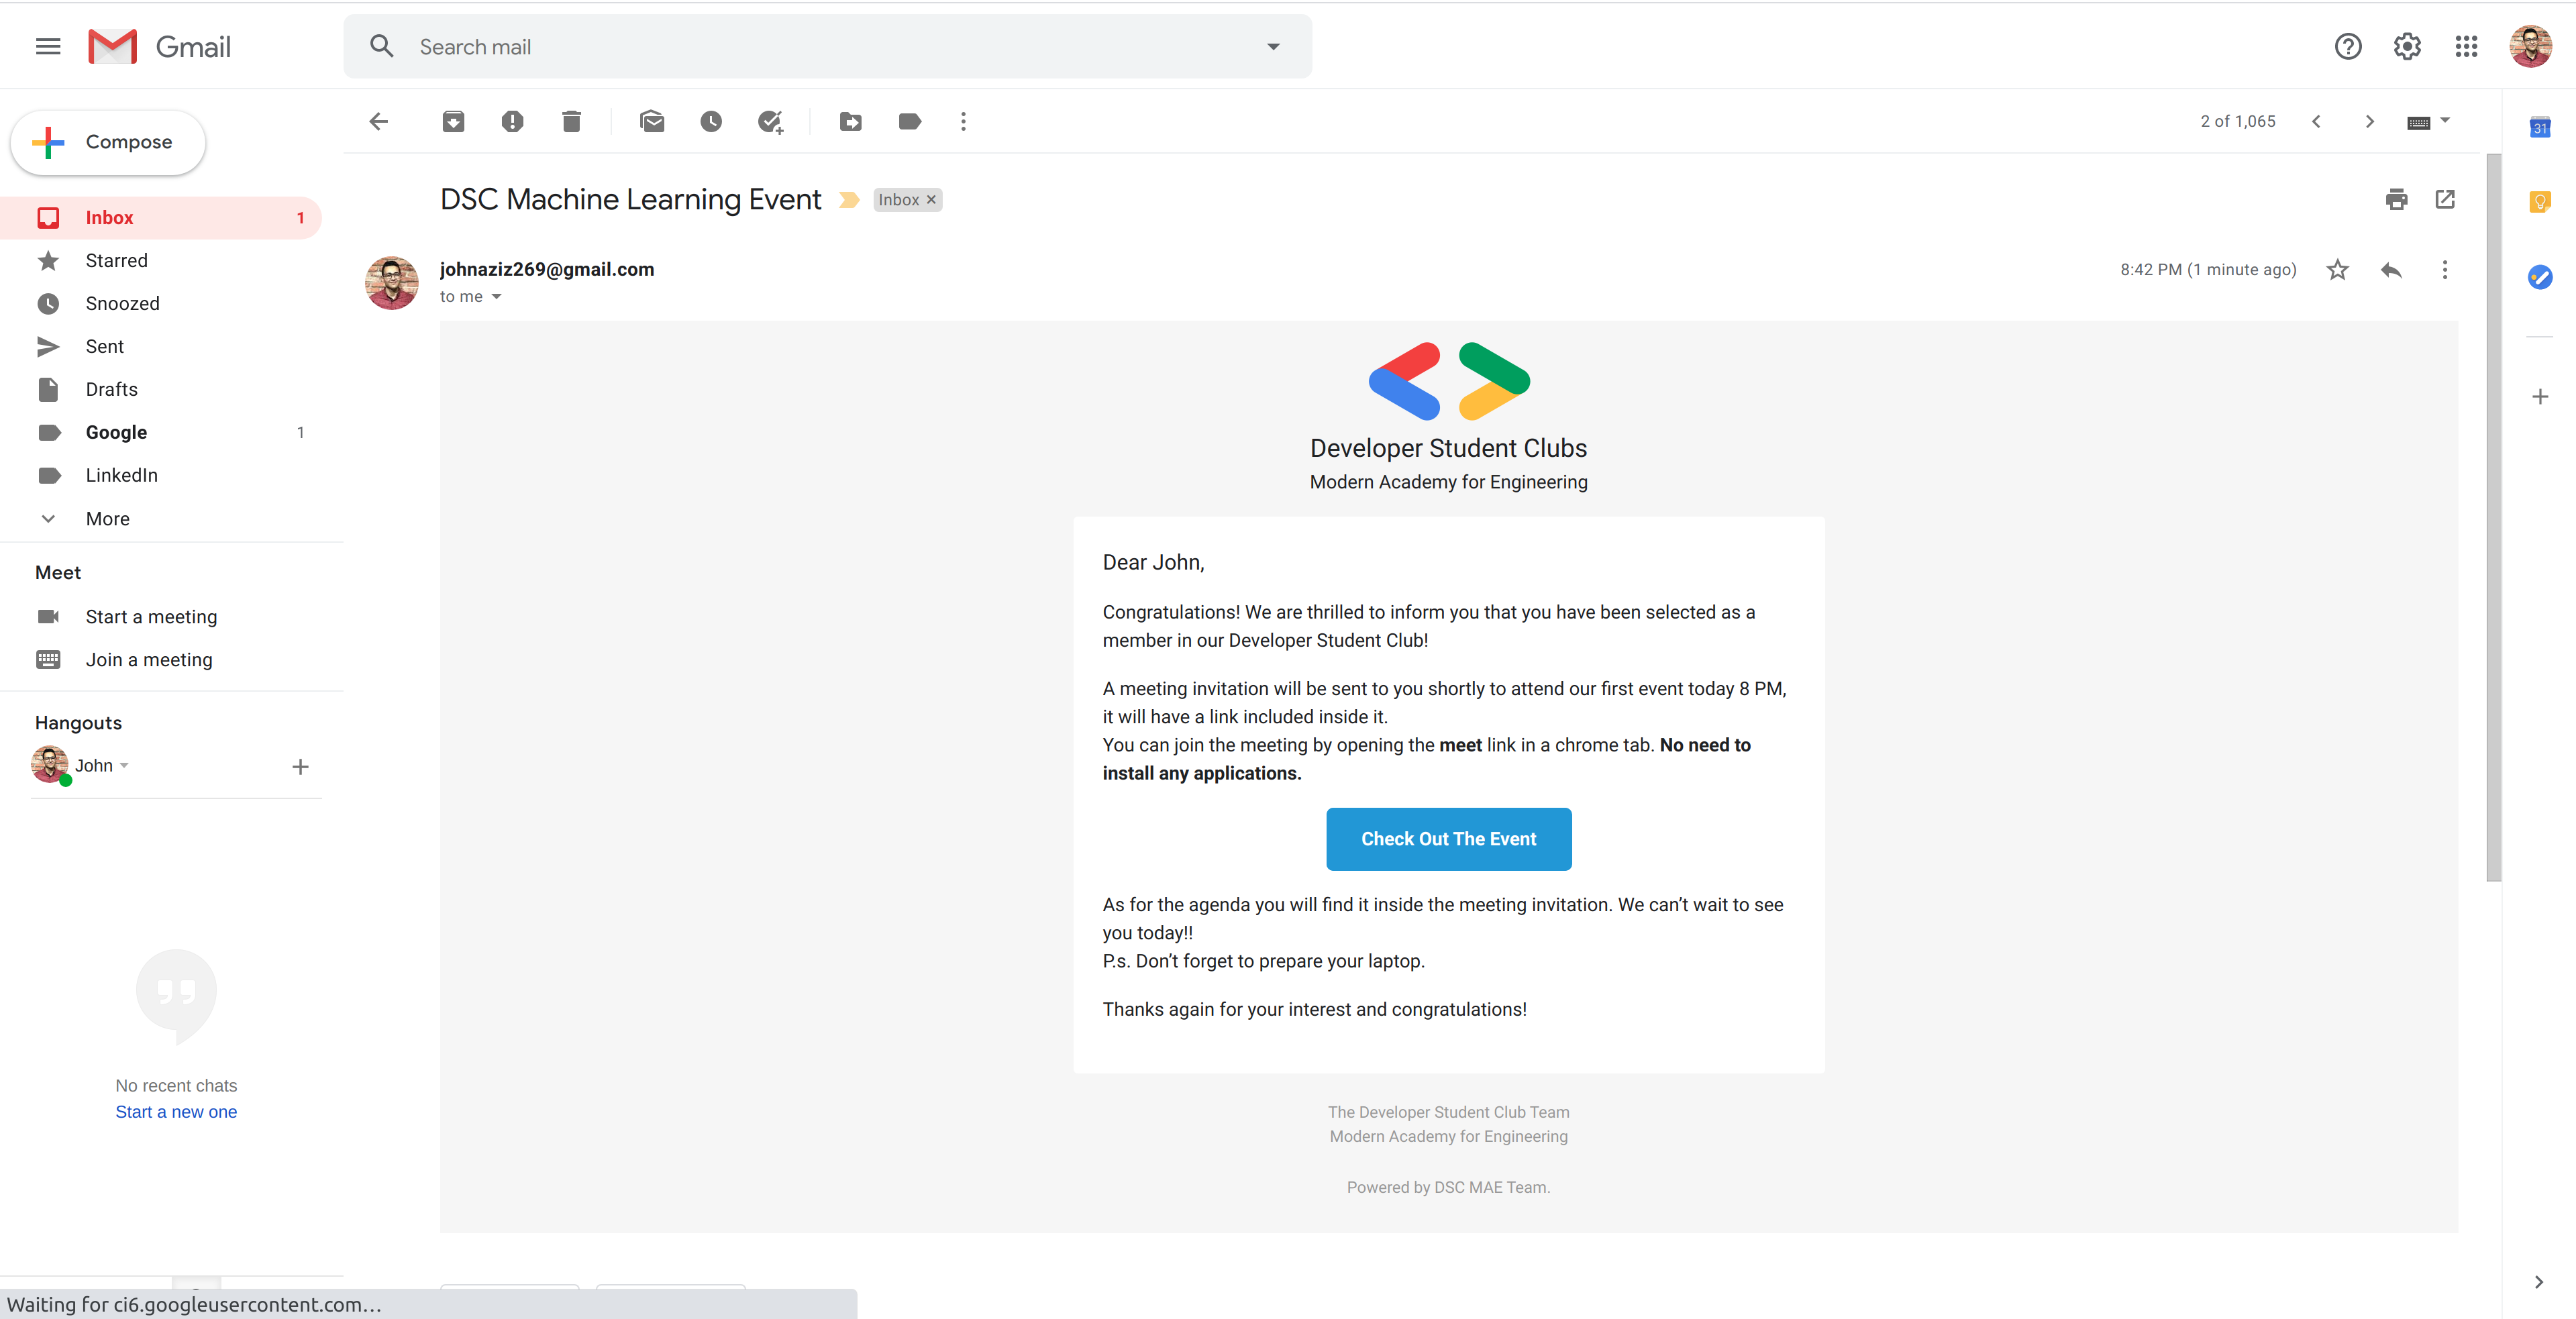 Gmail
Search mail
Compose
2 of 1,065
31
Inbox 1
Starred
Snoozed
Sent
Drafts
Google 1
LinkedIn
More
Meet
Start a meeting
Join a meeting
Hangouts
John
No recent chats
Start a new one
DSC Machine Learning Event Inbox
johnaziz269@gmail.com 8:42 PM (1 minute ago)
to me
Developer Student Clubs
Modern Academy for Engineering
Dear John,
Congratulations! We are thrilled to inform you that you have been selected as a
member in our Developer Student Club!
A meeting invitation will be sent to you shortly to attend our first event today 8 PM,
it will have a link included inside it.
You can join the meeting by opening the meet link in a chrome tab. No need to
install any applications.
Check Out The Event
As for the agenda you will find it inside the meeting invitation. We can’t wait to see
you today!!
P.s. Don’t forget to prepare your laptop.
Thanks again for your interest and congratulations!
The Developer Student Club Team
Modern Academy for Engineering
Powered by DSC MAE Team.
Waiting for ci6.googleusercontent.com…